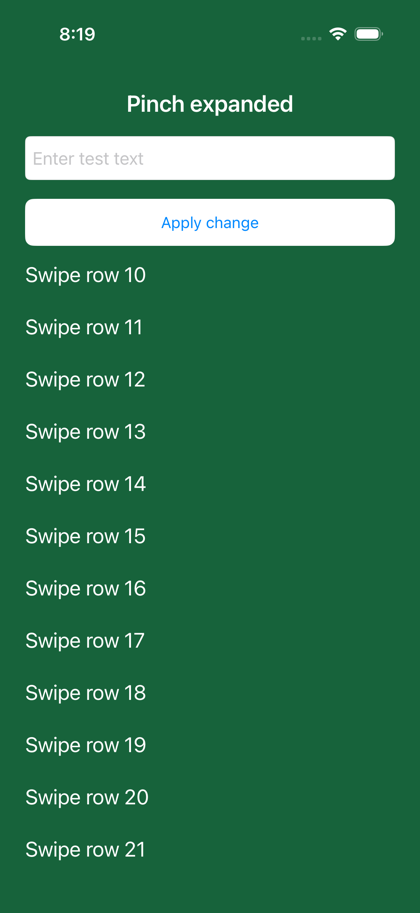 8:19
Pinch expanded
Enter test text
Apply change
Swipe row 10
Swipe row 11
Swipe row 12
Swipe row 13
Swipe row 14
Swipe row 15
Swipe row 16
Swipe row 17
Swipe row 18
Swipe row 19
Swipe row 20
Swipe row 21